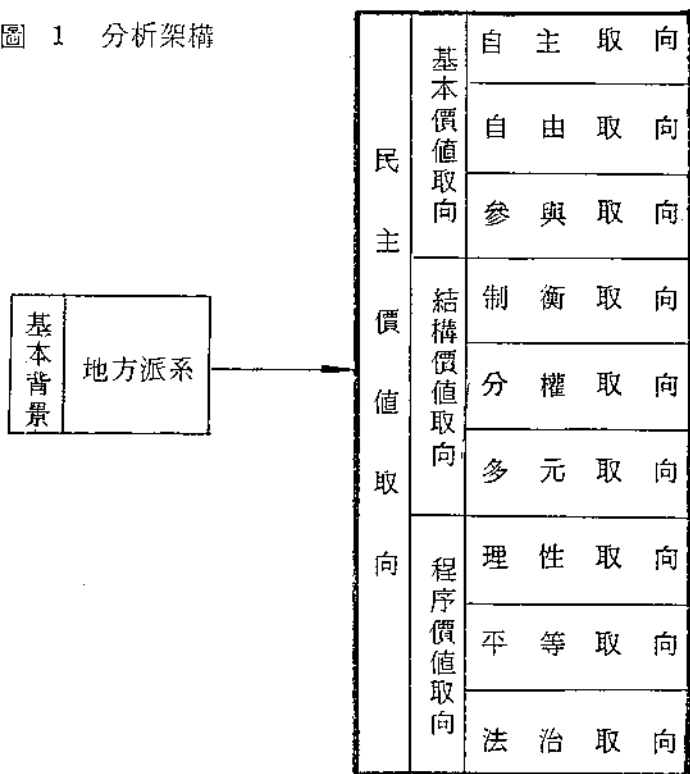 圖 1 分析架構
基本背景
地方派系
民主價值取向
基本價值取向
自主取向
自由取向
參與取向
結構價值取向
制衡取向
分權取向
多元取向
程序價值取向
理性取向
平等取向
法治取向